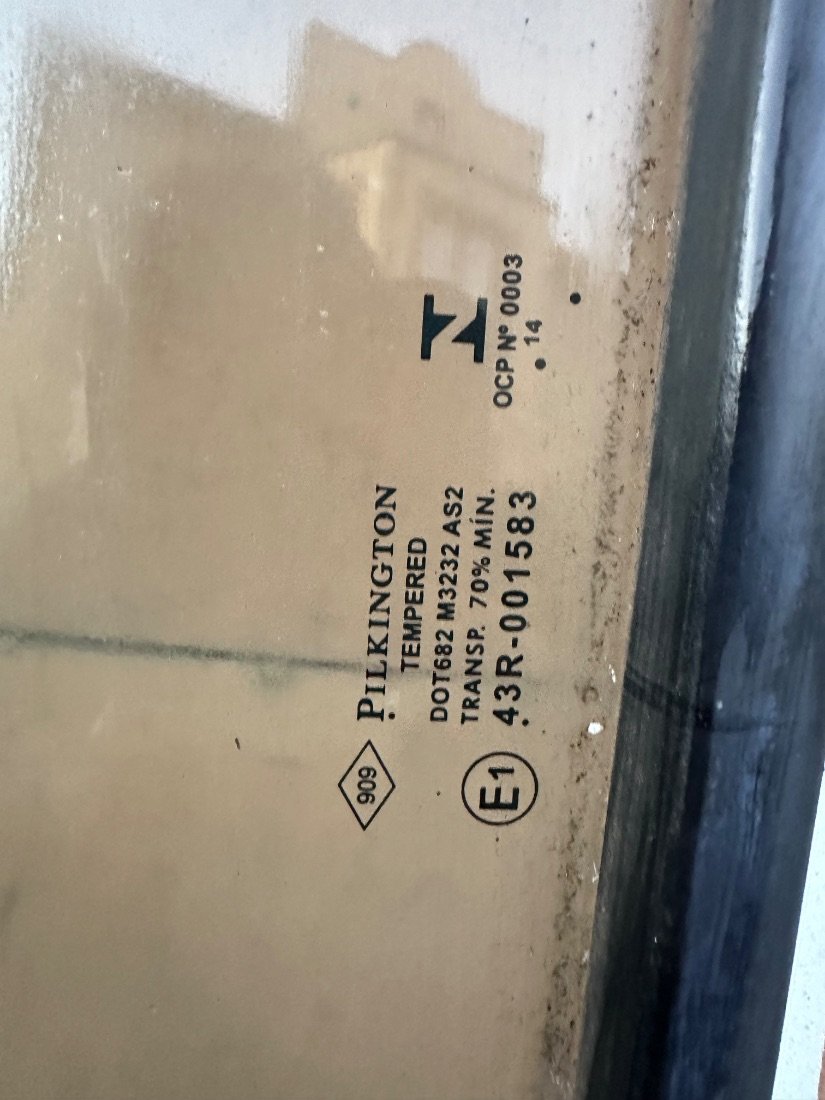 909
PILKINGTON
TEMPERED
DOT682 M3232 AS2
TRANSP. 70% MÍN.
E1
43R-001583
OCP Nº 0003
14